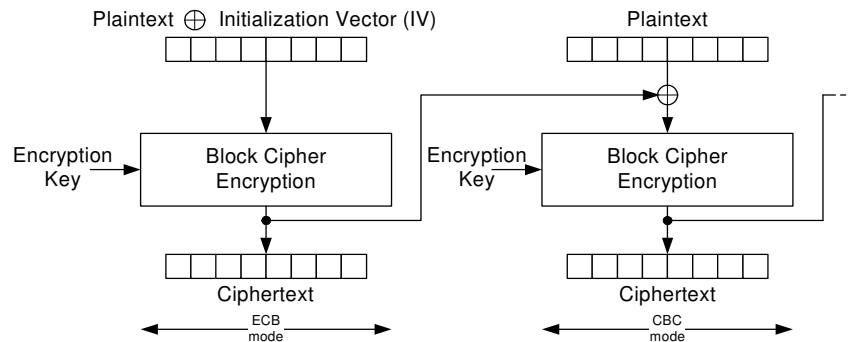 Plaintext ⊕ Initialization Vector (IV)
Plaintext
Encryption
Key
Block Cipher
Encryption
Encryption
Key
Block Cipher
Encryption
Ciphertext
Ciphertext
ECB
mode
CBC
mode